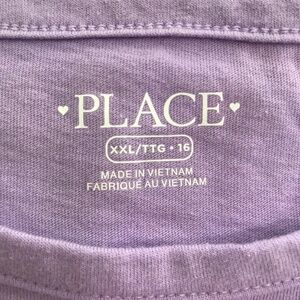 ♥PLACE♥
XXL/TTG • 16
MADE IN VIETNAM
FABRIQUÉ AU VIETNAM